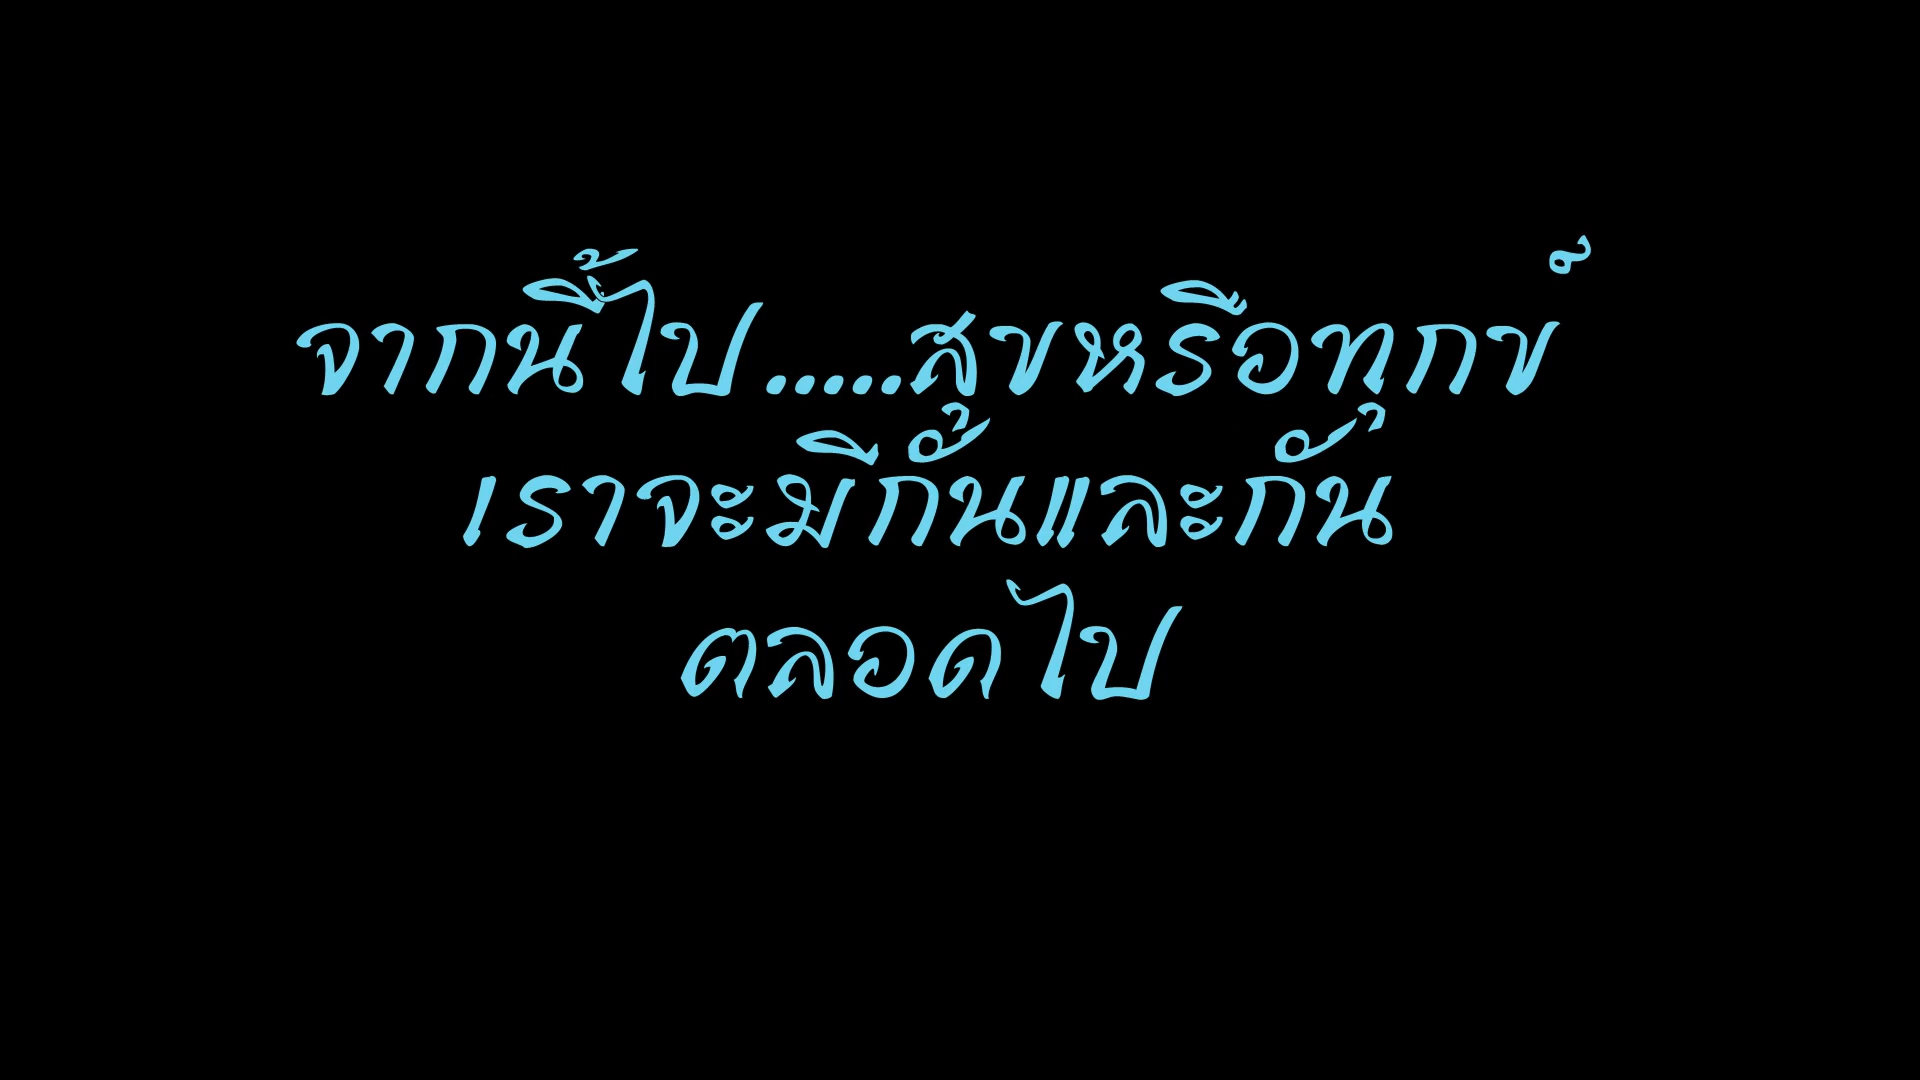 จากนี้ไป.....สุขหรือทุกข์
เราจะมีกันและกัน
ตลอดไป